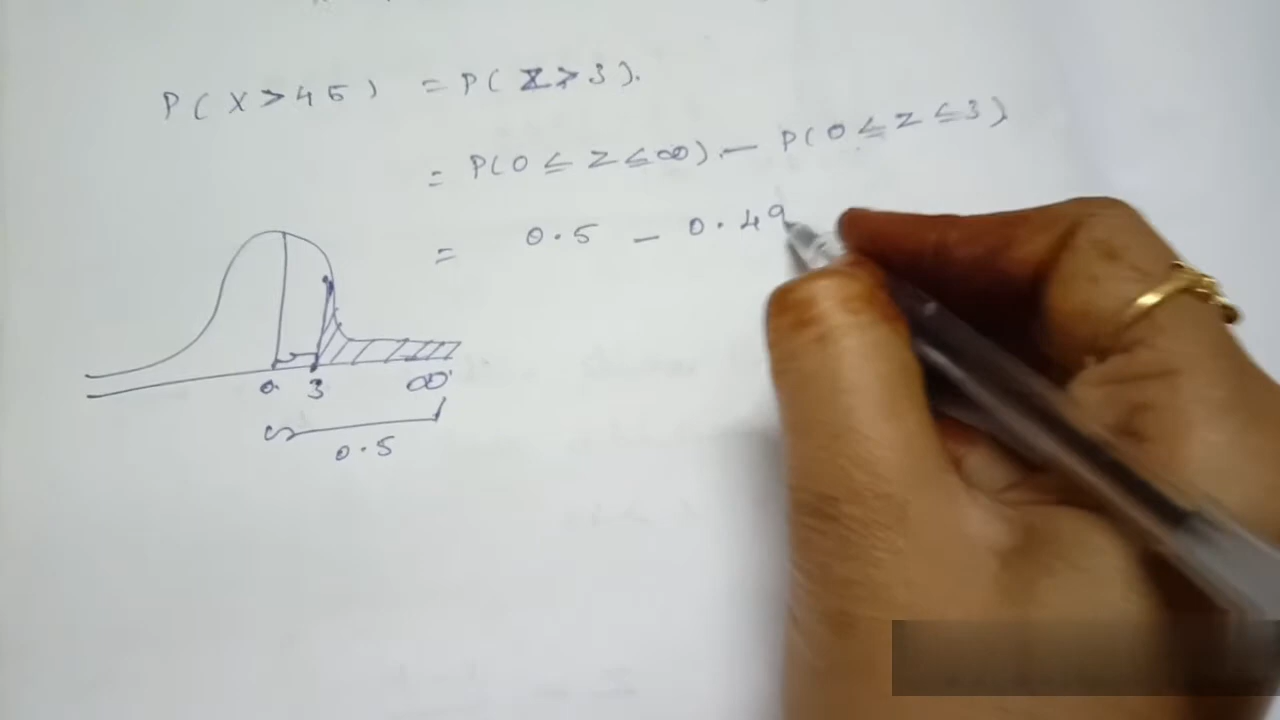 P(X>45) = P(Z>3).
= P(0 ≤ Z ≤ ∞) - P(0 ≤ Z ≤ 3)
= 0.5 - 0.49
0 3 ∞
0.5